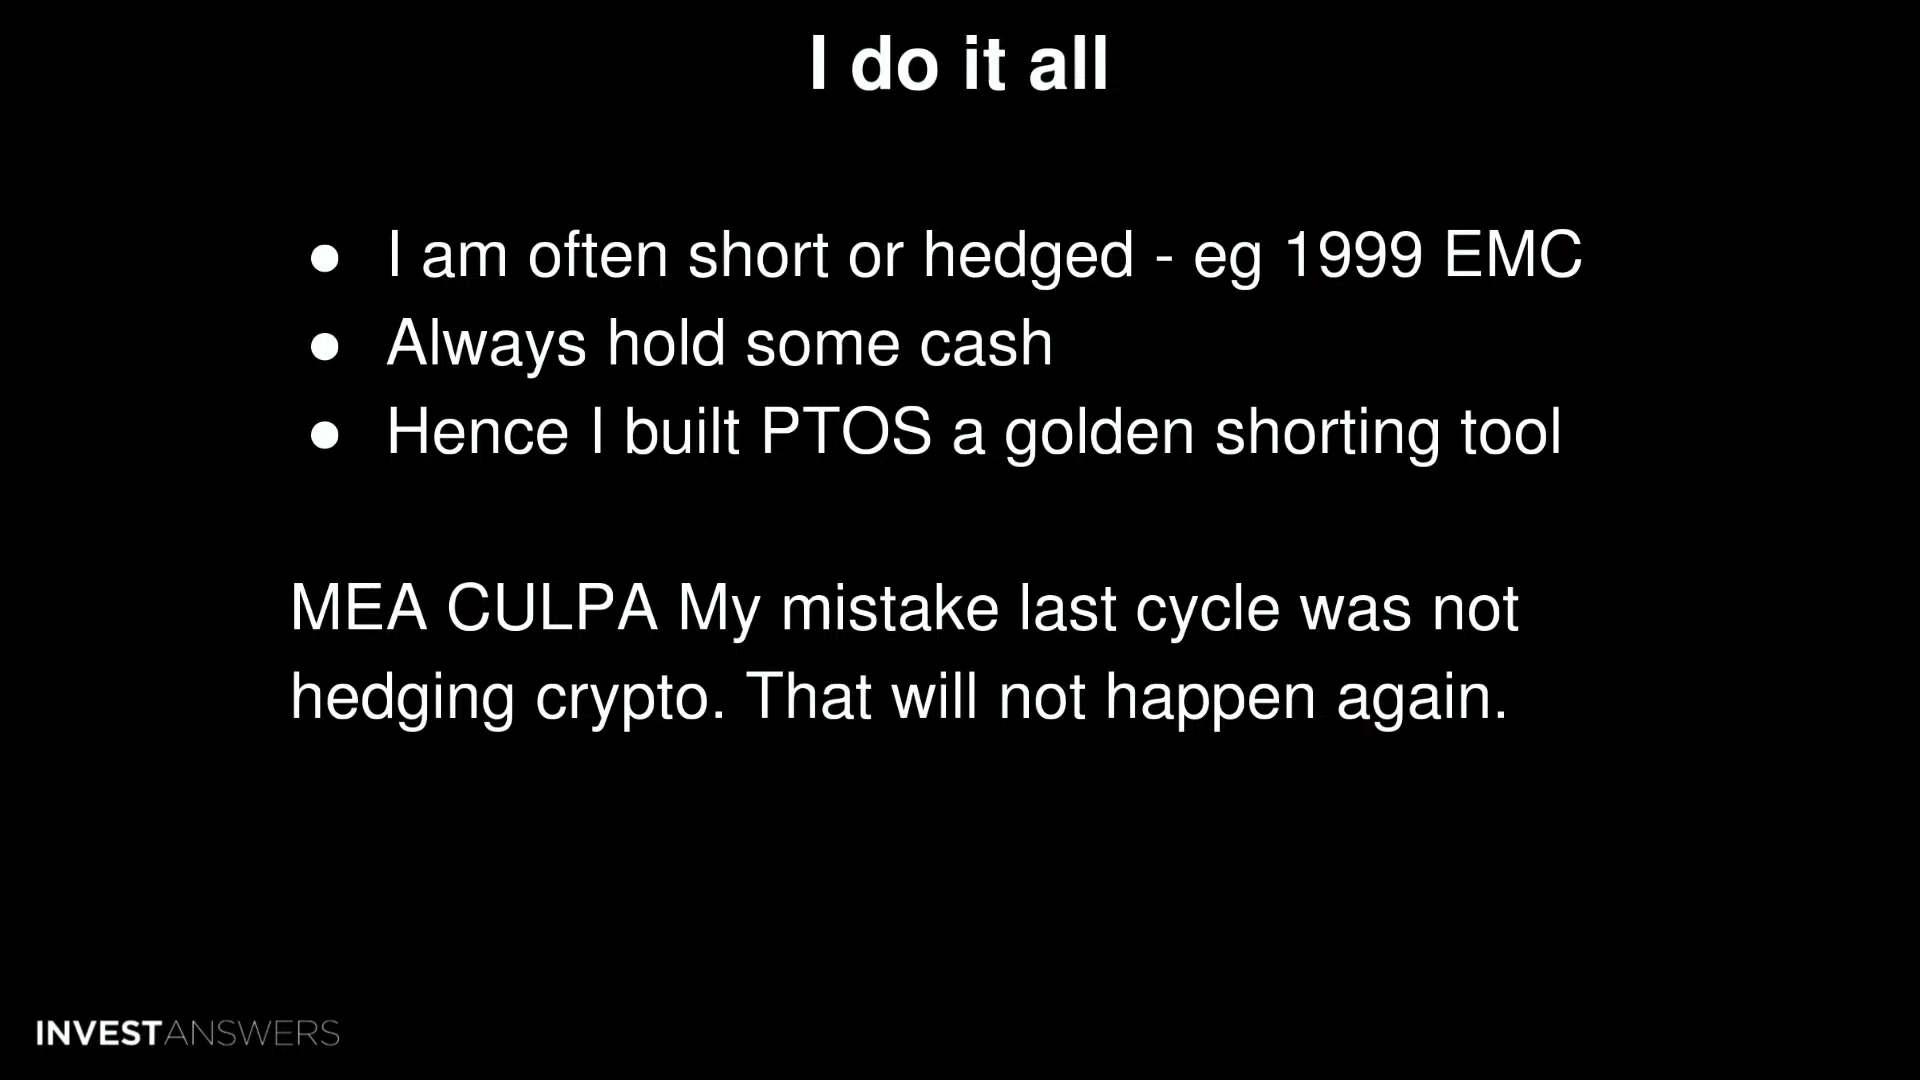 I do it all
● I am often short or hedged - eg 1999 EMC
● Always hold some cash
● Hence I built PTOS a golden shorting tool
MEA CULPA My mistake last cycle was not
hedging crypto. That will not happen again.
INVESTANSWERS